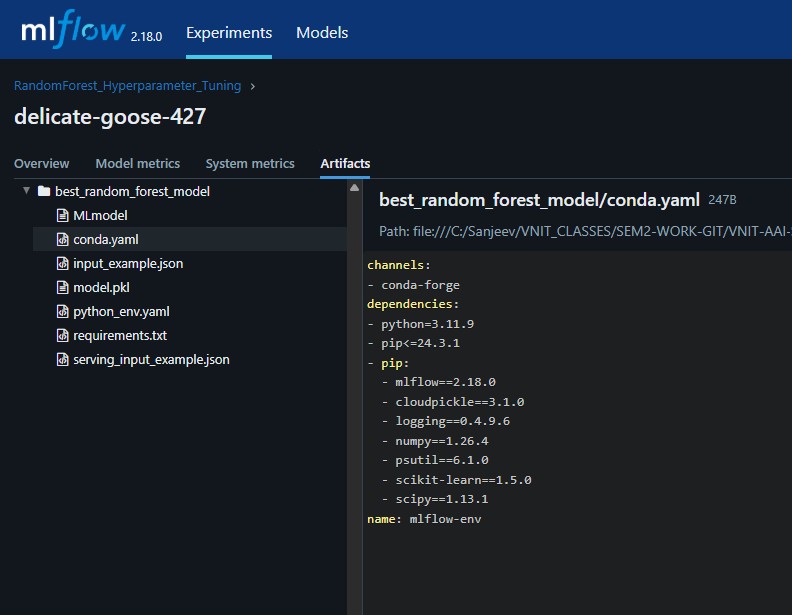 mlflow 2.18.0 Experiments Models
RandomForest_Hyperparameter_Tuning >
delicate-goose-427
Overview Model metrics System metrics Artifacts
best_random_forest_model
MLmodel
conda.yaml
input_example.json
model.pkl
python_env.yaml
requirements.txt
serving_input_example.json
best_random_forest_model/conda.yaml 247B
Path: file:///C:/Sanjeev/VNIT_CLASSES/SEM2-WORK-GIT/VNIT-AAI-
channels:
- conda-forge
dependencies:
- python=3.11.9
- pip<=24.3.1
- pip:
  - mlflow==2.18.0
  - cloudpickle==3.1.0
  - logging==0.4.9.6
  - numpy==1.26.4
  - psutil==6.1.0
  - scikit-learn==1.5.0
  - scipy==1.13.1
name: mlflow-env